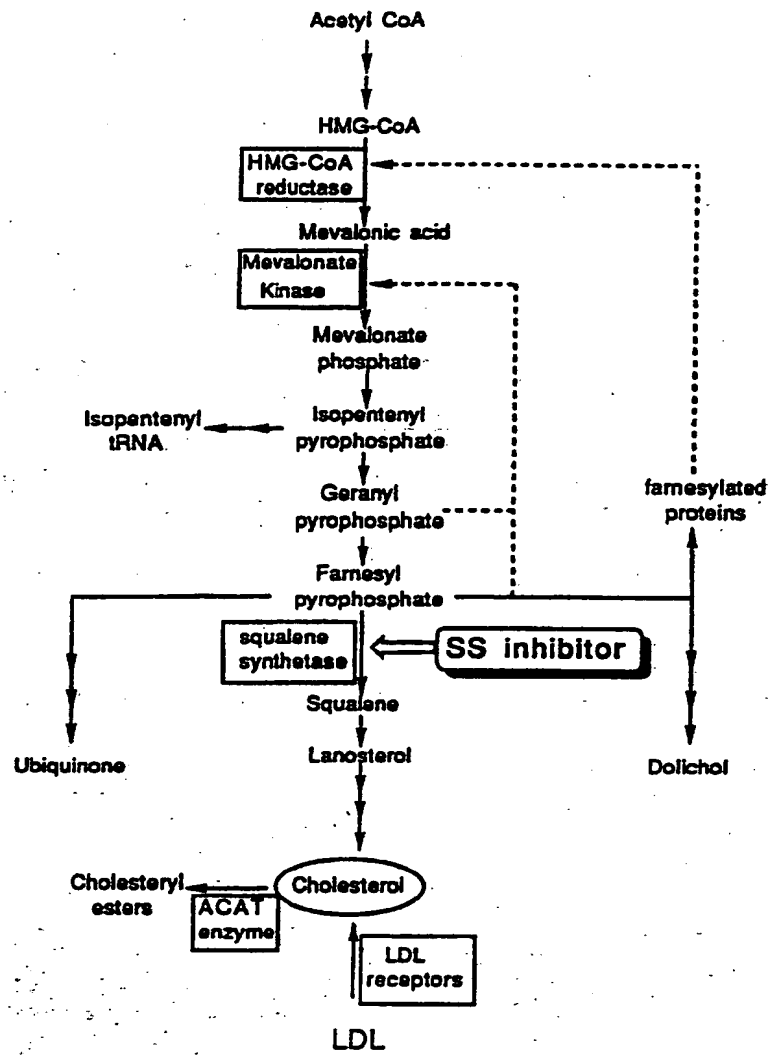 Acetyl CoA
HMG-CoA
HMG-CoA
reductase
Mevalonic acid
Mevalonate
Kinase
Mevalonate
phosphate
Isopentenyl
tRNA
Isopentenyl
pyrophosphate
Geranyl
pyrophosphate
farnesylated
proteins
Farnesyl
pyrophosphate
squalene
synthetase
SS inhibitor
Squalene
Lanosterol
Ubiquinone
Dolichol
Cholesteryl
esters
Cholesterol
ACAT
enzyme
LDL
receptors
LDL